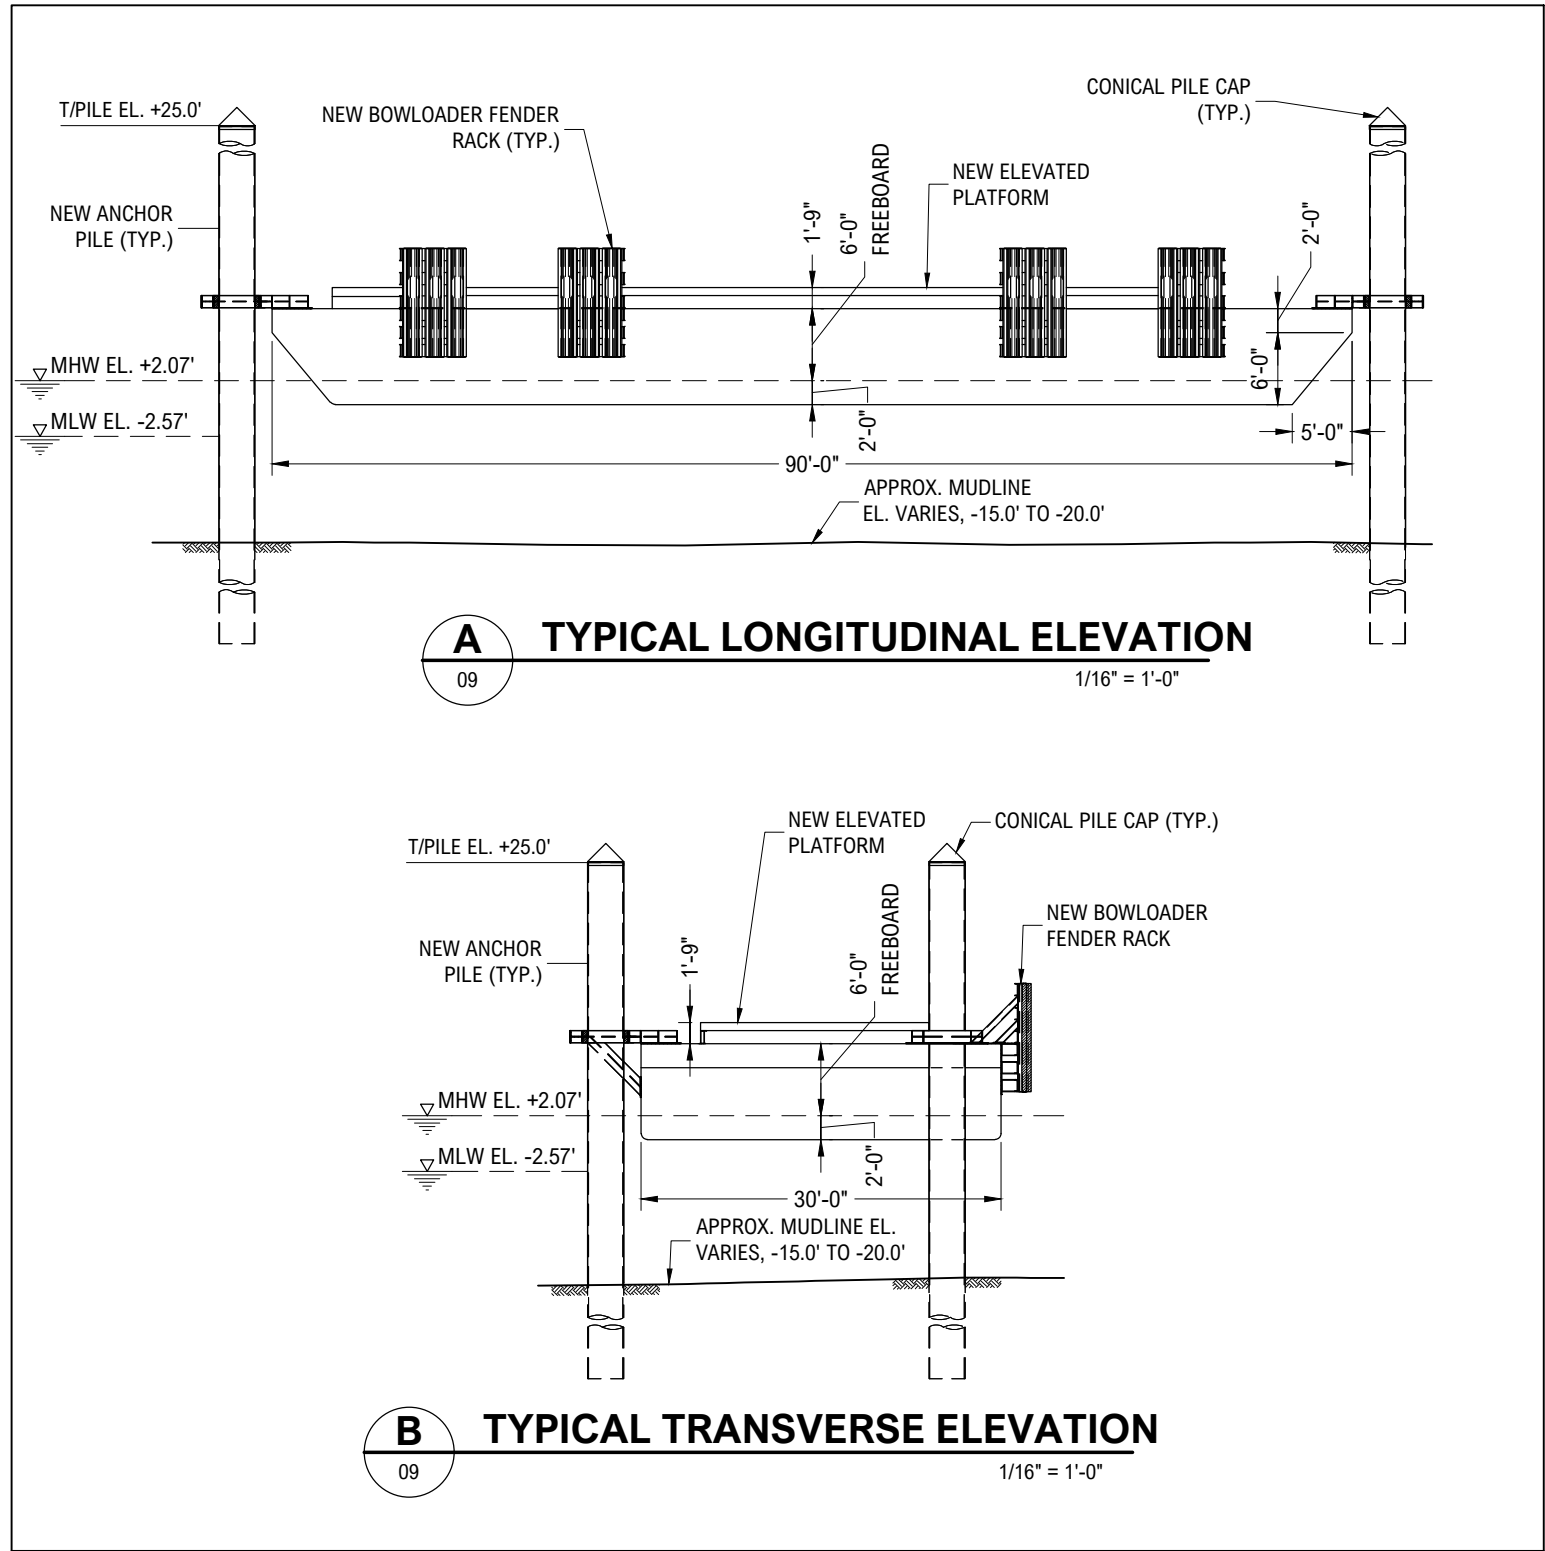 T/PILE EL. +25.0'
NEW BOWLOADER FENDER
RACK (TYP.)
CONICAL PILE CAP
(TYP.)
NEW ANCHOR
PILE (TYP.)
1'-9"
6'-0"
FREEBOARD
NEW ELEVATED
PLATFORM
2'-0"
MHW EL. +2.07'
6'-0"
MLW EL. -2.57'
2'-0"
5'-0"
90'-0"
APPROX. MUDLINE
EL. VARIES, -15.0' TO -20.0'
A
09
TYPICAL LONGITUDINAL ELEVATION
1/16" = 1'-0"
T/PILE EL. +25.0'
NEW ELEVATED
PLATFORM
CONICAL PILE CAP (TYP.)
NEW ANCHOR
PILE (TYP.)
1'-9"
6'-0"
FREEBOARD
NEW BOWLOADER
FENDER RACK
MHW EL. +2.07'
MLW EL. -2.57'
2'-0"
30'-0"
APPROX. MUDLINE EL.
VARIES, -15.0' TO -20.0'
B
09
TYPICAL TRANSVERSE ELEVATION
1/16" = 1'-0"